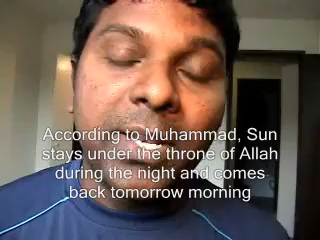 According to Muhammad, Sun
stays under the throne of Allah
during the night and comes
back tomorrow morning